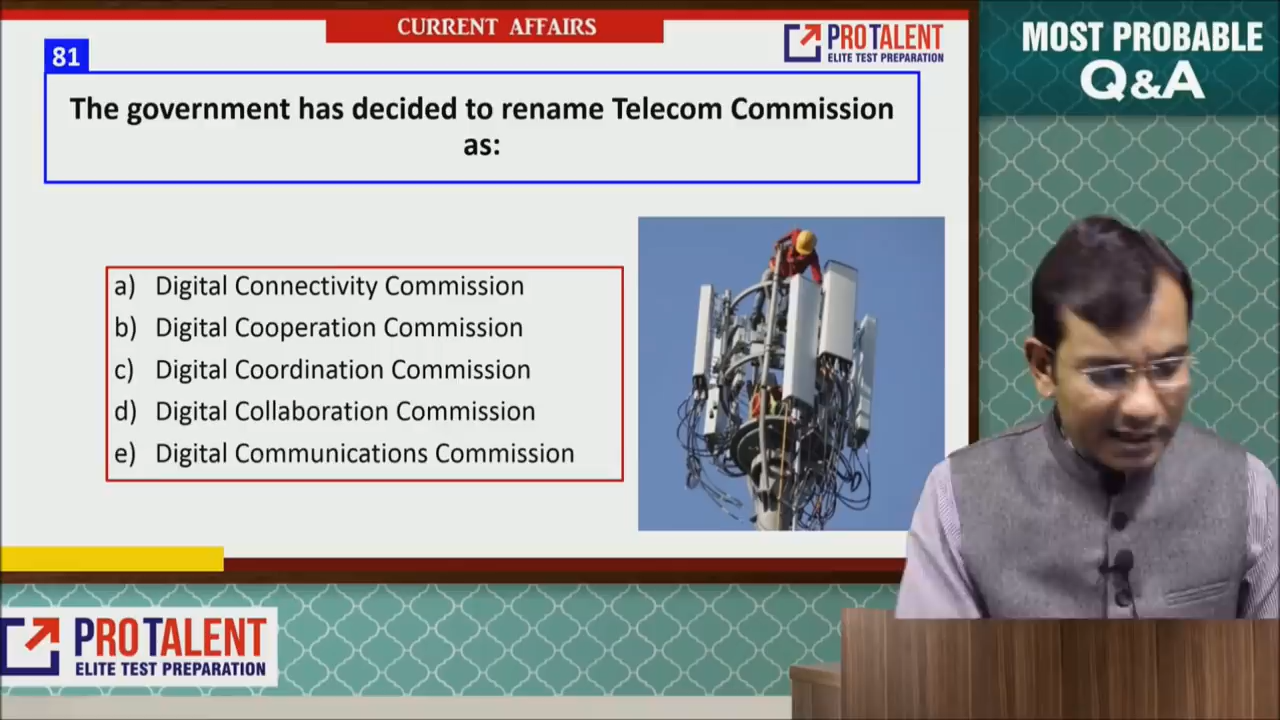 CURRENT AFFAIRS
PROTALENT
ELITE TEST PREPARATION
MOST PROBABLE
Q&A
81
The government has decided to rename Telecom Commission
as:
a) Digital Connectivity Commission
b) Digital Cooperation Commission
c) Digital Coordination Commission
d) Digital Collaboration Commission
e) Digital Communications Commission
PROTALENT
ELITE TEST PREPARATION